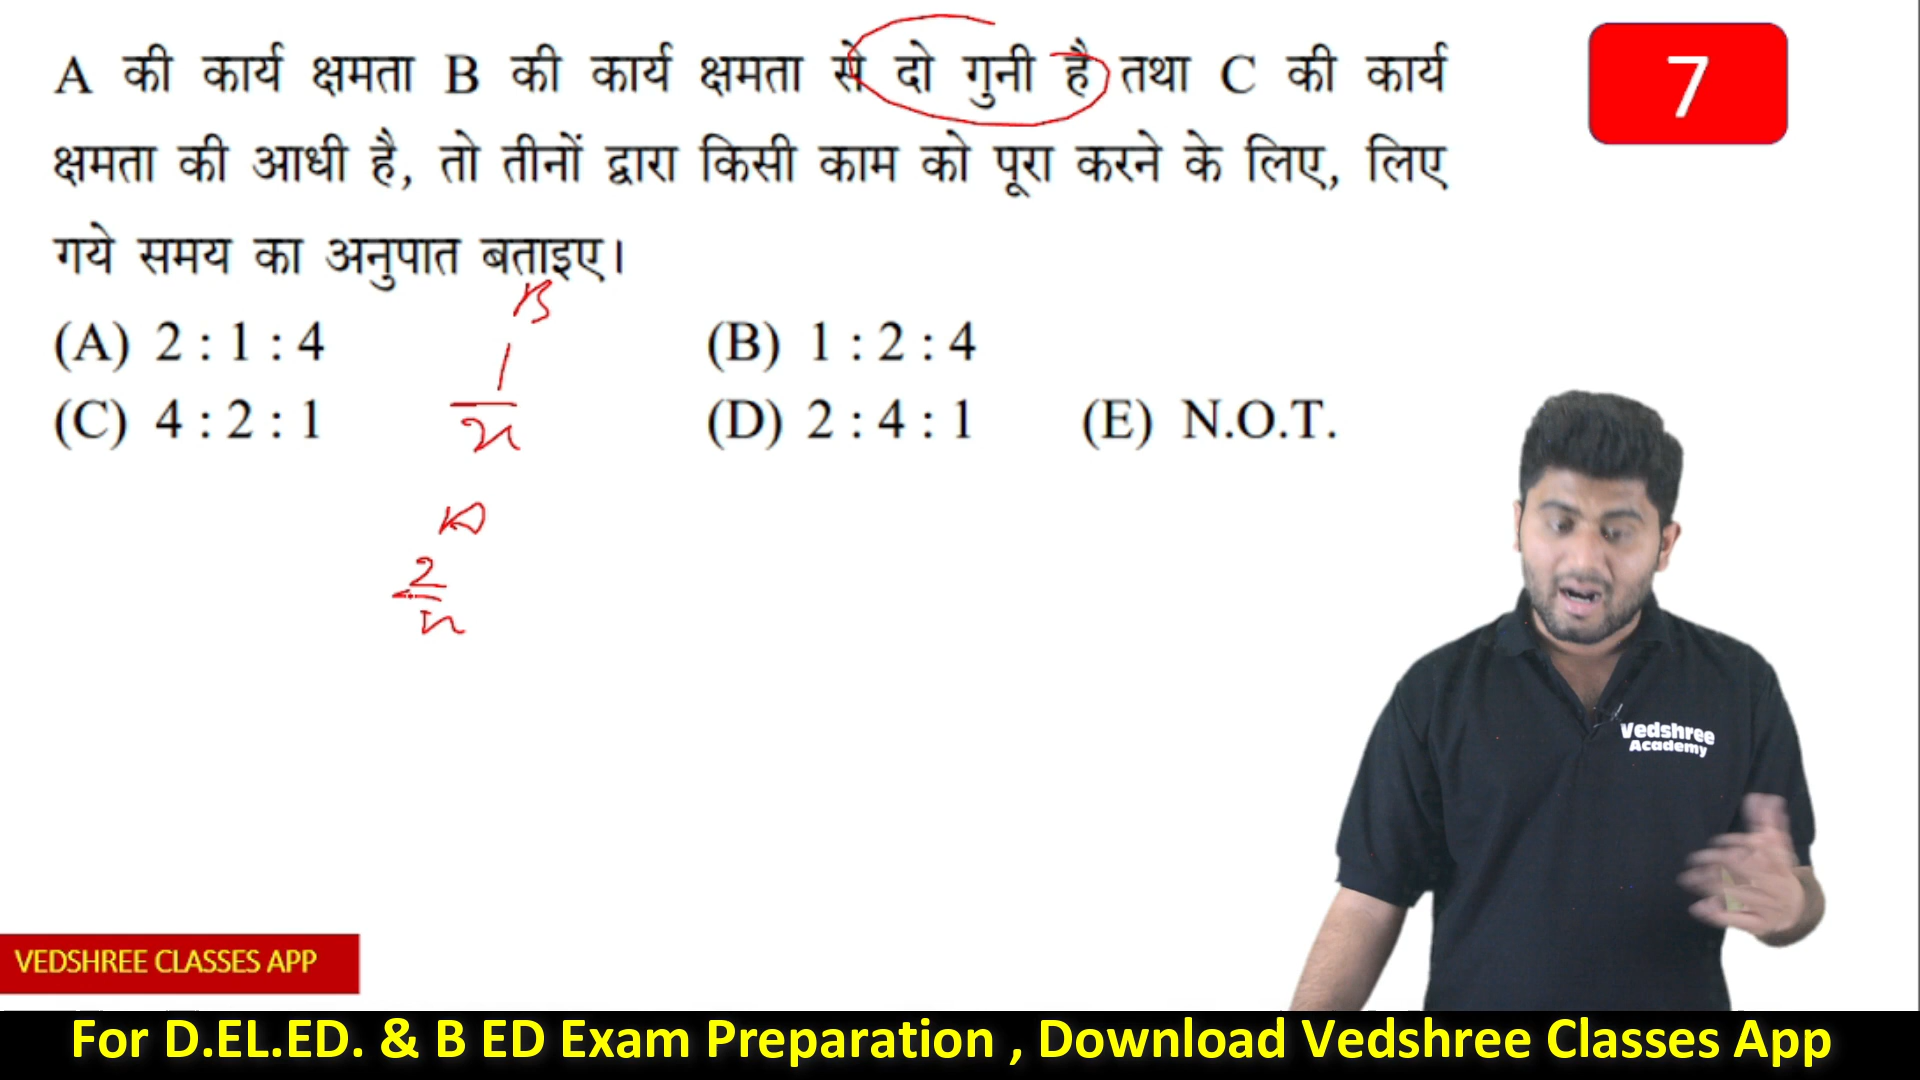 A की कार्य क्षमता B की कार्य क्षमता से दो गुनी है तथा C की कार्य
क्षमता की आधी है, तो तीनों द्वारा किसी काम को पूरा करने के लिए, लिए
गये समय का अनुपात बताइए।
7
B
(A) 2 : 1 : 4
(B) 1 : 2 : 4
1
(C) 4 : 2 : 1
(D) 2 : 4 : 1
(E) N.O.T.
x
A
2
x
Vedshree
Academy
VEDSHREE CLASSES APP
For D.EL.ED. & B ED Exam Preparation , Download Vedshree Classes App